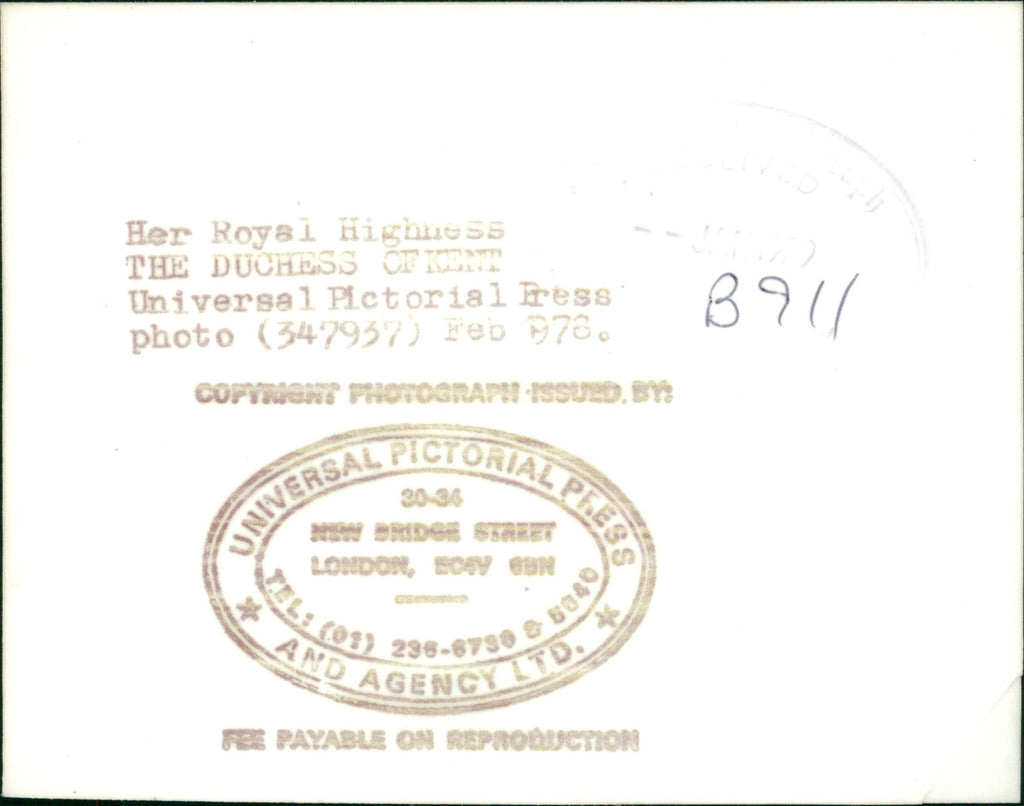 RECEIVED
Her Royal Highness
THE DUCHESS OF KENT
Universal Pictorial Press
photo (347937) Feb 1978.
B911
COPYRIGHT PHOTOGRAPH ISSUED BY:
UNIVERSAL PICTORIAL PRESS
30-34
NEW BRIDGE STREET
LONDON, EC4V 6BN
TEL: (01) 236-6730 & 5840
AND AGENCY LTD.
FEE PAYABLE ON REPRODUCTION